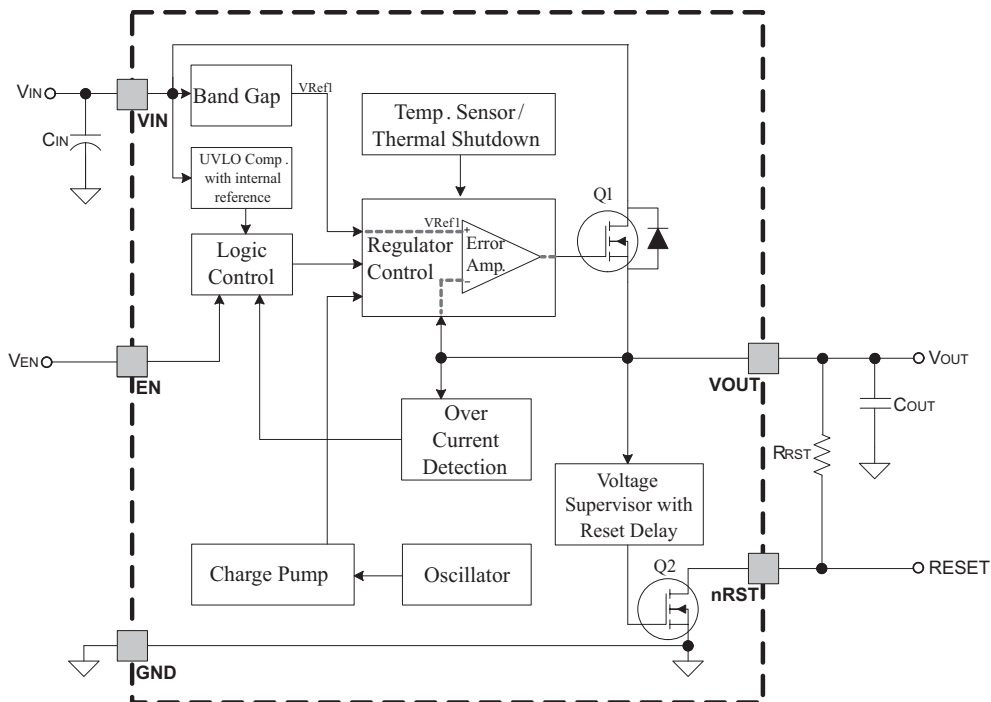 VIN
VIN
CIN
Band Gap
VRef1
UVLO Comp .
with internal
reference
Temp . Sensor /
Thermal Shutdown
Q1
Logic
Control
Regulator
Control
VRef1
+
Error
Amp.
−
VEN
EN
VOUT
VOUT
COUT
RRST
Over
Current
Detection
Voltage
Supervisor with
Reset Delay
Charge Pump
Oscillator
Q2
nRST
RESET
GND